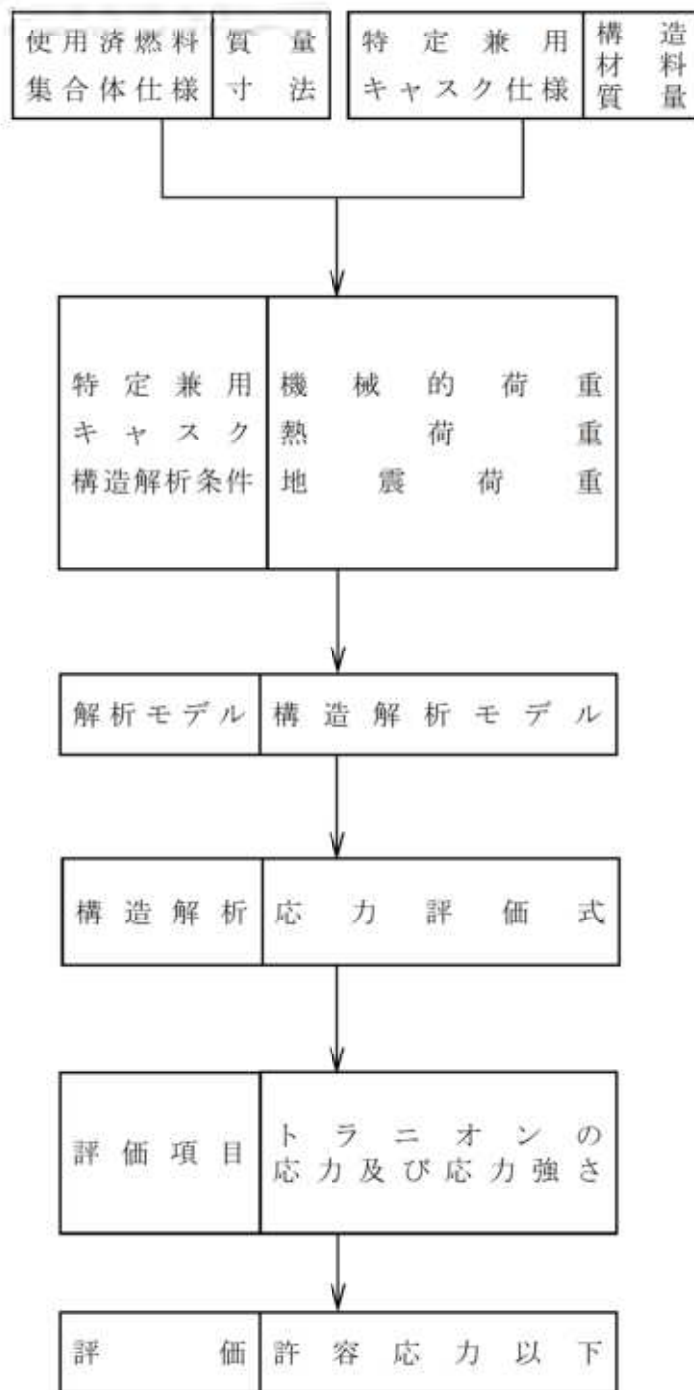 使用済燃料
集合体仕様
質量
寸法
特定兼用
キャスク仕様
構造
材料
質量
特定兼用
キャスク
構造解析条件
機械的荷重
熱荷重
地震荷重
解析モデル
構造解析モデル
構造解析
応力評価式
評価項目
トラニオンの
応力及び応力強さ
評価
許容応力以下